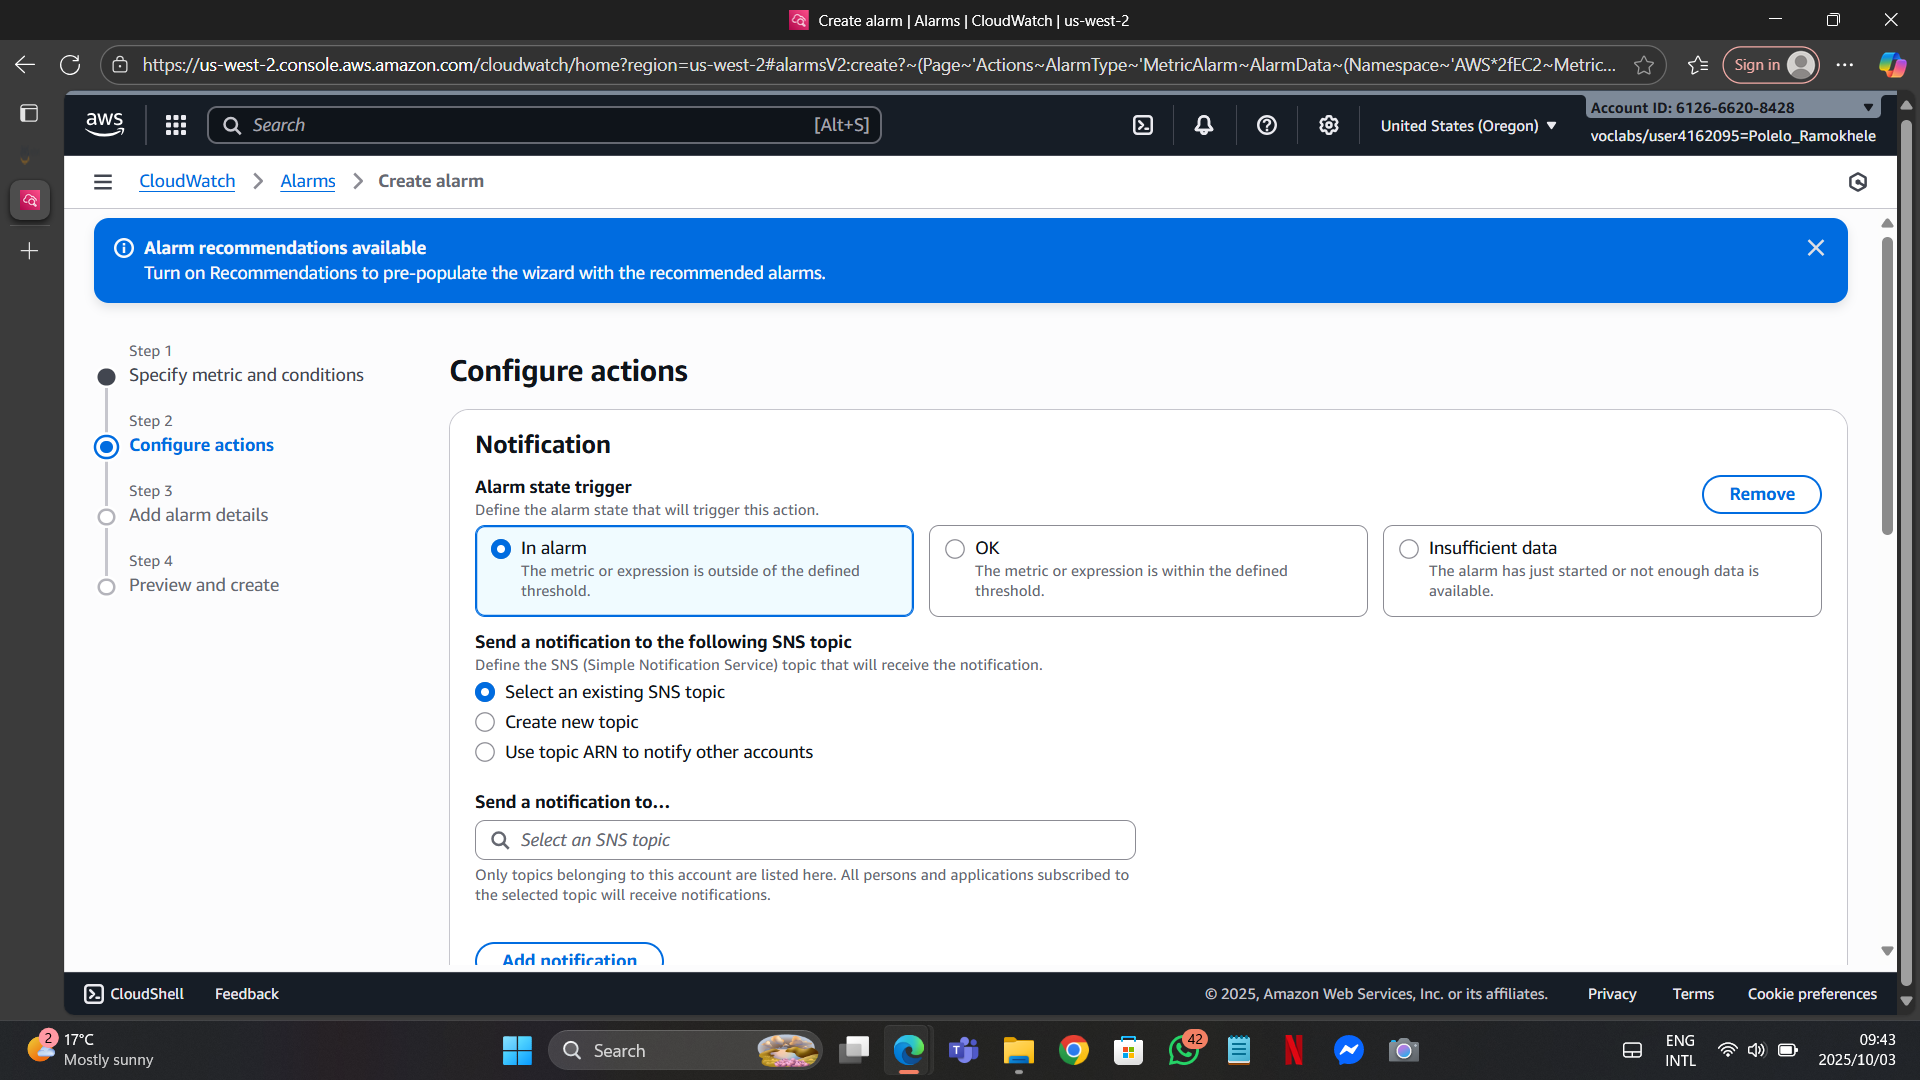 Create alarm | Alarms | CloudWatch | us-west-2
https://us-west-2.console.aws.amazon.com/cloudwatch/home?region=us-west-2#alarmsV2:create?~(Page~'Actions~AlarmType~'MetricAlarm~AlarmData~(Namespace~'AWS*2fEC2~Metric...
Sign in
aws
Search
[Alt+S]
United States (Oregon)
Account ID: 6126-6620-8428
voclabs/user4162095=Polelo_Ramokhele
CloudWatch
Alarms
Create alarm
Alarm recommendations available
Turn on Recommendations to pre-populate the wizard with the recommended alarms.
Step 1
Specify metric and conditions
Step 2
Configure actions
Step 3
Add alarm details
Step 4
Preview and create
Configure actions
Notification
Alarm state trigger
Define the alarm state that will trigger this action.
Remove
In alarm
The metric or expression is outside of the defined
threshold.
OK
The metric or expression is within the defined
threshold.
Insufficient data
The alarm has just started or not enough data is
available.
Send a notification to the following SNS topic
Define the SNS (Simple Notification Service) topic that will receive the notification.
Select an existing SNS topic
Create new topic
Use topic ARN to notify other accounts
Send a notification to…
Select an SNS topic
Only topics belonging to this account are listed here. All persons and applications subscribed to
the selected topic will receive notifications.
Add notification
CloudShell
Feedback
© 2025, Amazon Web Services, Inc. or its affiliates.
Privacy
Terms
Cookie preferences
2
17°C
Mostly sunny
Search
42
ENG
INTL
09:43
2025/10/03